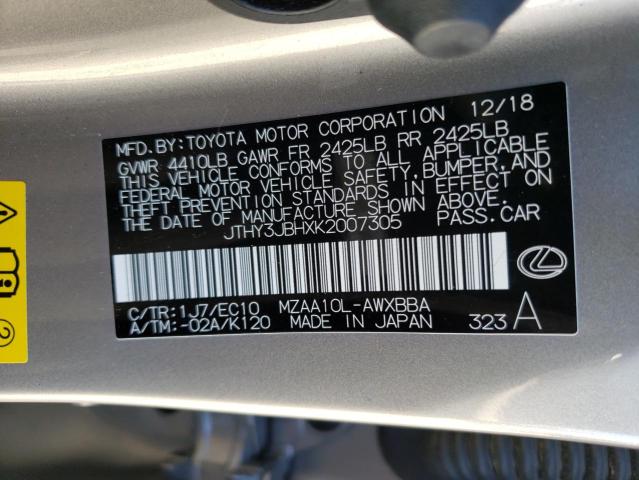 MFD. BY: TOYOTA MOTOR CORPORATION 12/18
GVWR 4410LB GAWR FR 2425LB RR 2425LB
THIS VEHICLE CONFORMS TO ALL APPLICABLE
FEDERAL MOTOR VEHICLE SAFETY, BUMPER, AND
THEFT PREVENTION STANDARDS IN EFFECT ON
THE DATE OF MANUFACTURE SHOWN ABOVE.
JTHY3JBHXK2007305 PASS. CAR
C/TR: 1J7/EC10 MZAA10L-AWXBBA
A/TM: -02A/K120 MADE IN JAPAN 323 A
2